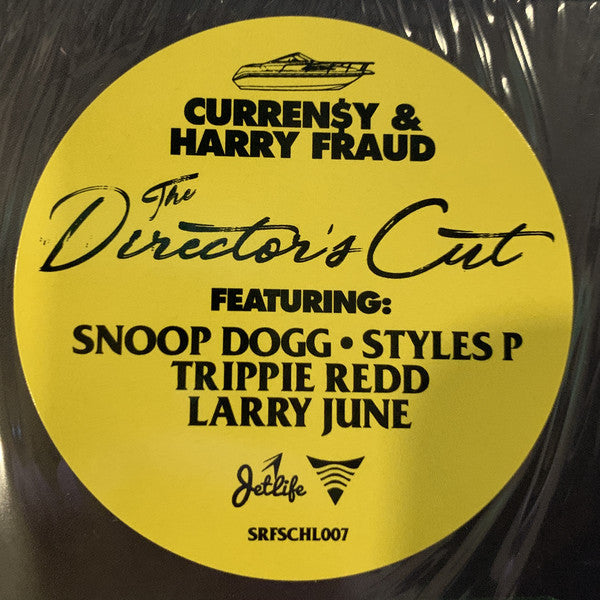 CURREN$Y &
HARRY FRAUD
The
Director's Cut
FEATURING:
SNOOP DOGG • STYLES P
TRIPPIE REDD
LARRY JUNE
Jetlife
SRFSCHL007